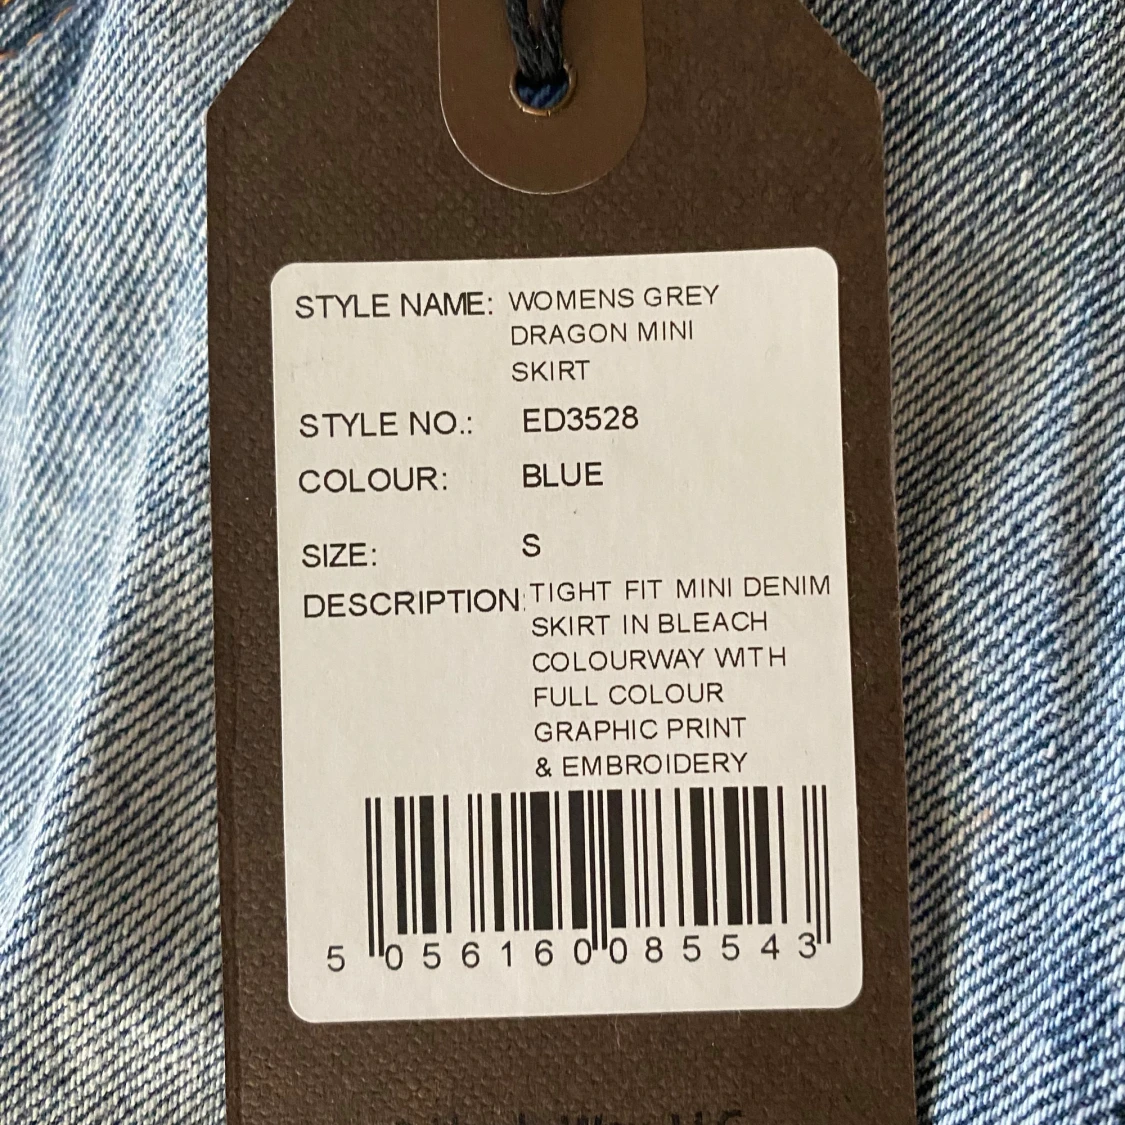 STYLE NAME: WOMENS GREY
DRAGON MINI
SKIRT
STYLE NO.: ED3528
COLOUR: BLUE
SIZE: S
DESCRIPTION: TIGHT FIT MINI DENIM
SKIRT IN BLEACH
COLOURWAY WITH
FULL COLOUR
GRAPHIC PRINT
& EMBROIDERY
5 056160 085543